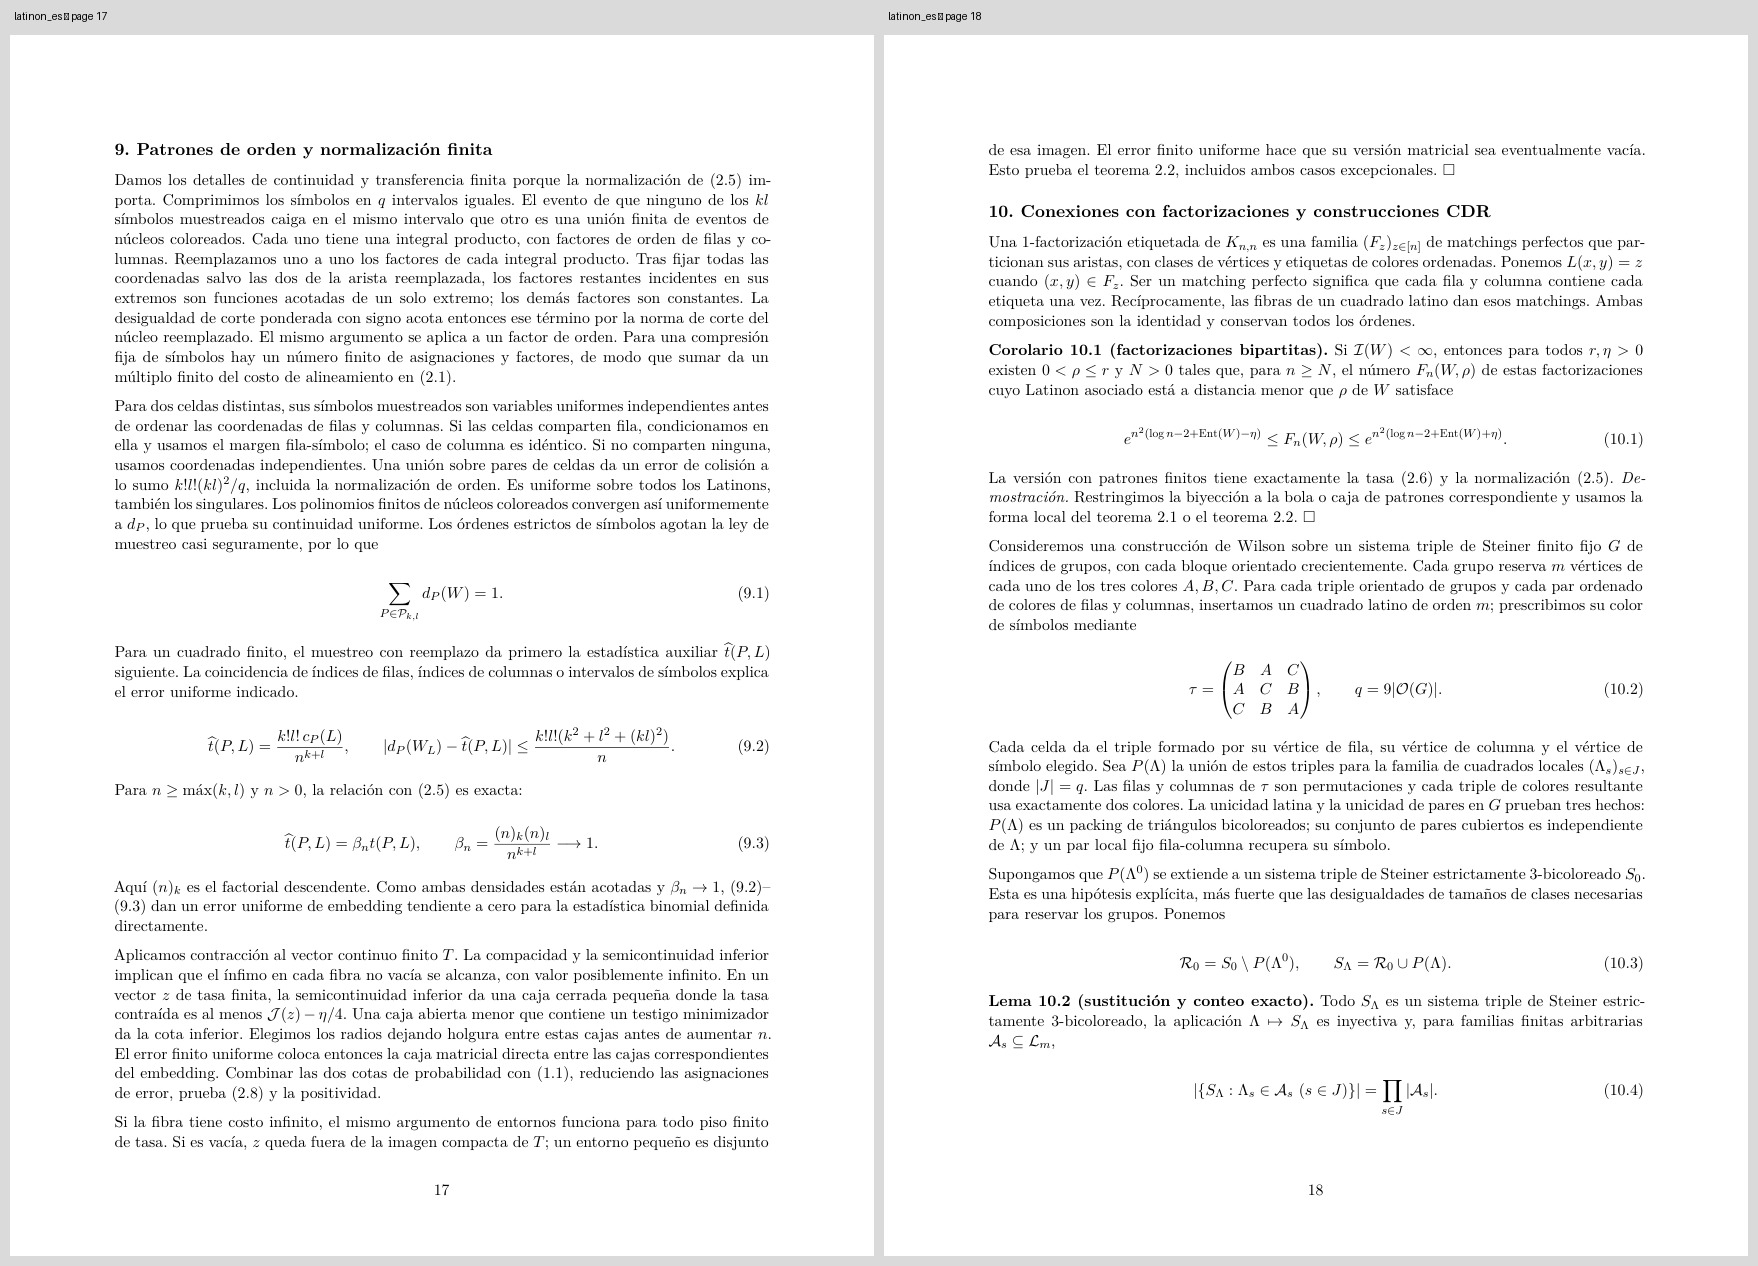 latinon_es page 17
9. Patrones de orden y normalización finita
Damos los detalles de continuidad y transferencia finita porque la normalización de (2.5) im-
porta. Comprimimos los símbolos en q intervalos iguales. El evento de que ninguno de los kl
símbolos muestreados caiga en el mismo intervalo que otro es una unión finita de eventos de
núcleos coloreados. Cada uno tiene una integral producto, con factores de orden de filas y co-
lumnas. Reemplazamos uno a uno los factores de cada integral producto. Tras fijar todas las
coordenadas salvo las dos de la arista reemplazada, los factores restantes incidentes en sus
extremos son funciones acotadas de un solo extremo; los demás factores son constantes. La
desigualdad de corte ponderada con signo acota entonces ese término por la norma de corte del
núcleo reemplazado. El mismo argumento se aplica a un factor de orden. Para una compresión
fija de símbolos hay un número finito de asignaciones y factores, de modo que sumar da un
múltiplo finito del costo de alineamiento en (2.1).
Para dos celdas distintas, sus símbolos muestreados son variables uniformes independientes antes
de ordenar las coordenadas de filas y columnas. Si las celdas comparten fila, condicionamos en
ella y usamos el margen fila-símbolo; el caso de columna es idéntico. Si no comparten ninguna,
usamos coordenadas independientes. Una unión sobre pares de celdas da un error de colisión a
lo sumo k!l!(kl)²/q, incluida la normalización de orden. Es uniforme sobre todos los Latinons,
también los singulares. Los polinomios finitos de núcleos coloreados convergen así uniformemente
a d_P, lo que prueba su continuidad uniforme. Los órdenes estrictos de símbolos agotan la ley de
muestreo casi seguramente, por lo que
∑_{P∈𝒫_{k,l}} d_P(W) = 1. (9.1)
Para un cuadrado finito, el muestreo con reemplazo da primero la estadística auxiliar t̂(P, L)
siguiente. La coincidencia de índices de filas, índices de columnas o intervalos de símbolos explica
el error uniforme indicado.
t̂(P, L) = k!l! c_P(L) / n^{k+l}, |d_P(W_L) − t̂(P, L)| ≤ k!l!(k² + l² + (kl)²) / n. (9.2)
Para n ≥ máx(k, l) y n > 0, la relación con (2.5) es exacta:
t̂(P, L) = β_n t(P, L), β_n = (n)_k(n)_l / n^{k+l} ⟶ 1. (9.3)
Aquí (n)_k es el factorial descendente. Como ambas densidades están acotadas y β_n → 1, (9.2)–
(9.3) dan un error uniforme de embedding tendiente a cero para la estadística binomial definida
directamente.
Aplicamos contracción al vector continuo finito T. La compacidad y la semicontinuidad inferior
implican que el ínfimo en cada fibra no vacía se alcanza, con valor posiblemente infinito. En un
vector z de tasa finita, la semicontinuidad inferior da una caja cerrada pequeña donde la tasa
contraída es al menos 𝒥(z) − η/4. Una caja abierta menor que contiene un testigo minimizador
da la cota inferior. Elegimos los radios dejando holgura entre estas cajas antes de aumentar n.
El error finito uniforme coloca entonces la caja matricial directa entre las cajas correspondientes
del embedding. Combinar las dos cotas de probabilidad con (1.1), reduciendo las asignaciones
de error, prueba (2.8) y la positividad.
Si la fibra tiene costo infinito, el mismo argumento de entornos funciona para todo piso finito
de tasa. Si es vacía, z queda fuera de la imagen compacta de T; un entorno pequeño es disjunto
17
latinon_es page 18
de esa imagen. El error finito uniforme hace que su versión matricial sea eventualmente vacía.
Esto prueba el teorema 2.2, incluidos ambos casos excepcionales. □
10. Conexiones con factorizaciones y construcciones CDR
Una 1-factorización etiquetada de K_{n,n} es una familia (F_z)_{z∈[n]} de matchings perfectos que par-
ticionan sus aristas, con clases de vértices y etiquetas de colores ordenadas. Ponemos L(x, y) = z
cuando (x, y) ∈ F_z. Ser un matching perfecto significa que cada fila y columna contiene cada
etiqueta una vez. Recíprocamente, las fibras de un cuadrado latino dan esos matchings. Ambas
composiciones son la identidad y conservan todos los órdenes.
Corolario 10.1 (factorizaciones bipartitas). Si ℐ(W) < ∞, entonces para todos r, η > 0
existen 0 < ρ ≤ r y N > 0 tales que, para n ≥ N, el número F_n(W, ρ) de estas factorizaciones
cuyo Latinon asociado está a distancia menor que ρ de W satisface
e^{n²(log n−2+Ent(W)−η)} ≤ F_n(W, ρ) ≤ e^{n²(log n−2+Ent(W)+η)}. (10.1)
La versión con patrones finitos tiene exactamente la tasa (2.6) y la normalización (2.5). De-
mostración. Restringimos la biyección a la bola o caja de patrones correspondiente y usamos la
forma local del teorema 2.1 o el teorema 2.2. □
Consideremos una construcción de Wilson sobre un sistema triple de Steiner finito fijo G de
índices de grupos, con cada bloque orientado crecientemente. Cada grupo reserva m vértices de
cada uno de los tres colores A, B, C. Para cada triple orientado de grupos y cada par ordenado
de colores de filas y columnas, insertamos un cuadrado latino de orden m; prescribimos su color
de símbolos mediante
τ = (B A C
A C B
C B A), q = 9|𝒪(G)|. (10.2)
Cada celda da el triple formado por su vértice de fila, su vértice de columna y el vértice de
símbolo elegido. Sea P(Λ) la unión de estos triples para la familia de cuadrados locales (Λ_s)_{s∈J},
donde |J| = q. Las filas y columnas de τ son permutaciones y cada triple de colores resultante
usa exactamente dos colores. La unicidad latina y la unicidad de pares en G prueban tres hechos:
P(Λ) es un packing de triángulos bicoloreados; su conjunto de pares cubiertos es independiente
de Λ; y un par local fijo fila-columna recupera su símbolo.
Supongamos que P(Λ⁰) se extiende a un sistema triple de Steiner estrictamente 3-bicoloreado S₀.
Esta es una hipótesis explícita, más fuerte que las desigualdades de tamaños de clases necesarias
para reservar los grupos. Ponemos
ℛ₀ = S₀ \ P(Λ⁰), S_Λ = ℛ₀ ∪ P(Λ). (10.3)
Lema 10.2 (sustitución y conteo exacto). Todo S_Λ es un sistema triple de Steiner estric-
tamente 3-bicoloreado, la aplicación Λ ↦ S_Λ es inyectiva y, para familias finitas arbitrarias
𝒜_s ⊆ ℒ_m,
|{S_Λ : Λ_s ∈ 𝒜_s (s ∈ J)}| = ∏_{s∈J} |𝒜_s|. (10.4)
18